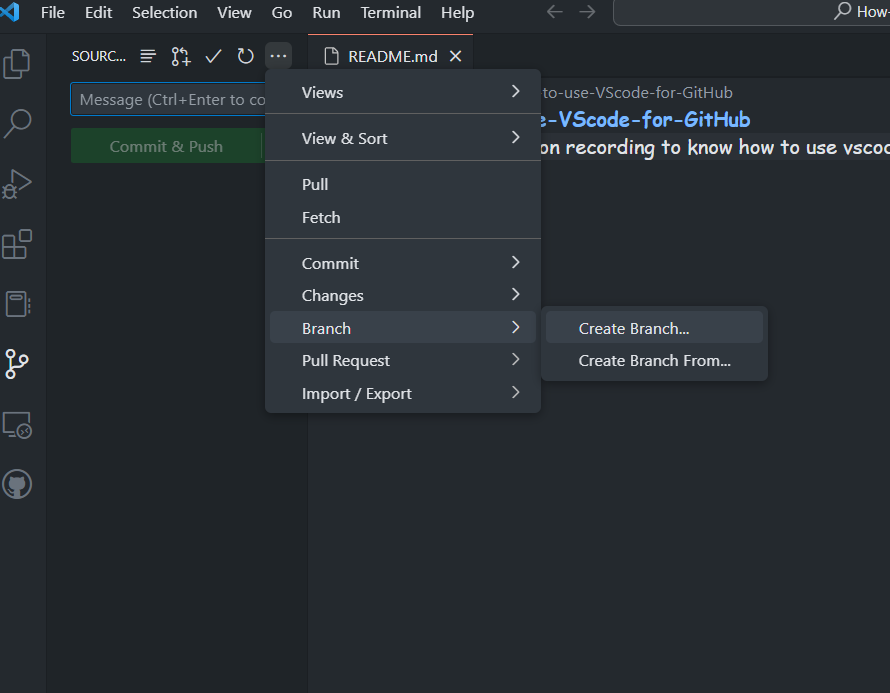 File Edit Selection View Go Run Terminal Help How-
SOURC... README.md
Message (Ctrl+Enter to co
Commit & Push
Views
View & Sort
Pull
Fetch
Commit
Changes
Branch
Pull Request
Import / Export
Create Branch...
Create Branch From...
to-use-VScode-for-GitHub
e-VScode-for-GitHub
on recording to know how to use vscoc